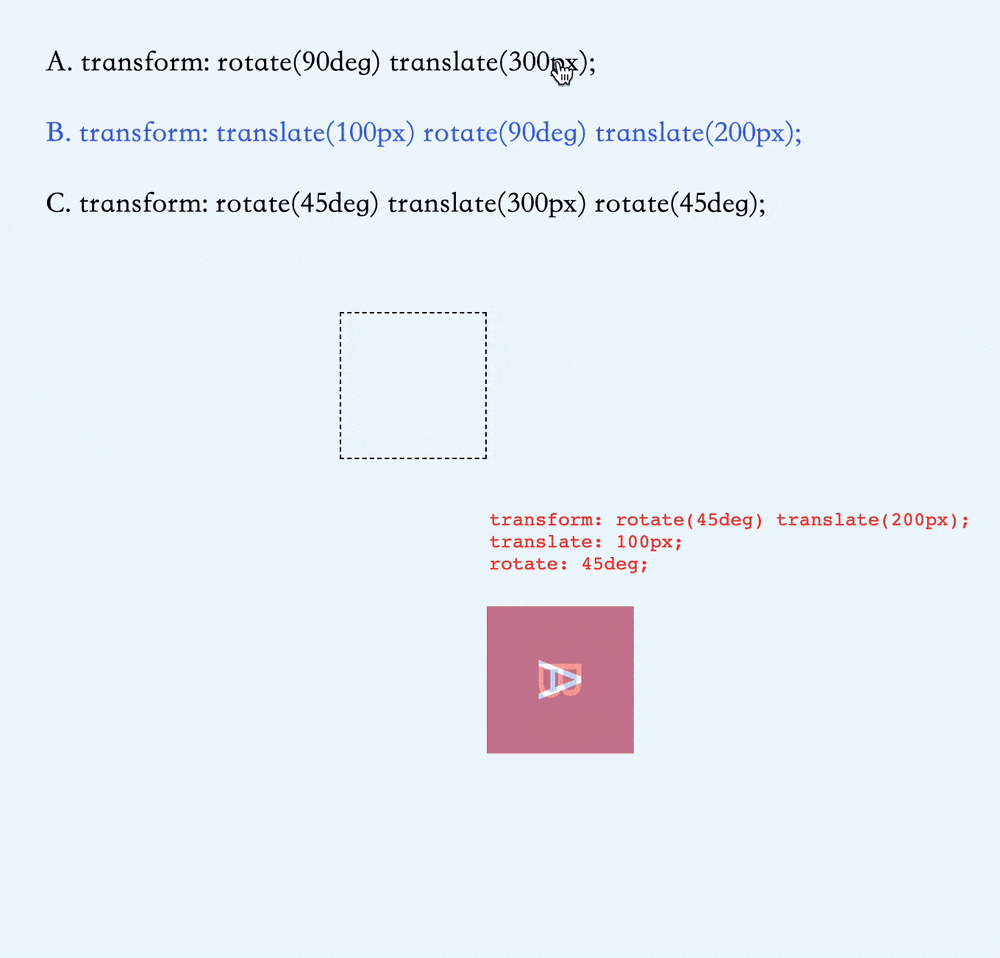 A. transform: rotate(90deg) translate(300px);
B. transform: translate(100px) rotate(90deg) translate(200px);
C. transform: rotate(45deg) translate(300px) rotate(45deg);
transform: rotate(45deg) translate(200px);
translate: 100px;
rotate: 45deg;
A
B